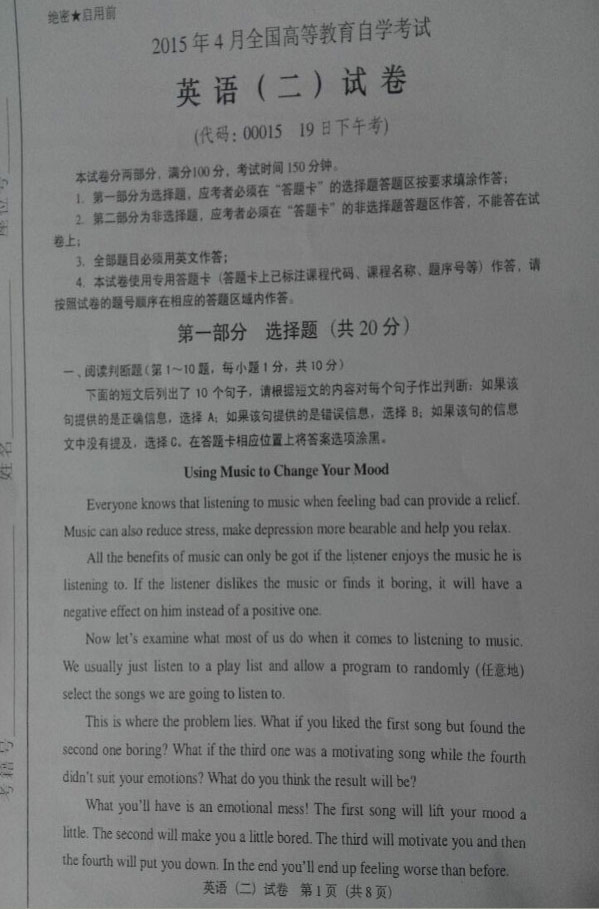 绝密★启用前
2015 年 4 月全国高等教育自学考试
英 语 ( 二 ) 试 卷
(代码: 00015 19 日下午考)
本试卷分两部分, 满分100 分, 考试时间 150 分钟。
1. 第一部分为选择题, 应考者必须在“答题卡”的选择题答题区按要求填涂作答;
2. 第二部分为非选择题, 应考者必须在“答题卡”的非选择题答题区作答, 不能答在试
卷上;
3. 全部题目必须用英文作答;
4. 本试卷使用专用答题卡 (答题卡上已标注课程代码、课程名称、题序号等) 作答, 请
按照试卷的题号顺序在相应的答题区域内作答。
第一部分 选择题 (共 20 分)
一、阅读判断题 (第 1～10 题, 每小题 1 分, 共 10 分)
下面的短文后列出了 10 个句子, 请根据短文的内容对每个句子作出判断: 如果该
句提供的是正确信息, 选择 A; 如果该句提供的是错误信息, 选择 B; 如果该句的信息
文中没有提及, 选择 C。在答题卡相应位置上将答案选项涂黑。
Using Music to Change Your Mood
Everyone knows that listening to music when feeling bad can provide a relief.
Music can also reduce stress, make depression more bearable and help you relax.
All the benefits of music can only be got if the listener enjoys the music he is
listening to. If the listener dislikes the music or finds it boring, it will have a
negative effect on him instead of a positive one.
Now let's examine what most of us do when it comes to listening to music.
We usually just listen to a play list and allow a program to randomly (任意地)
select the songs we are going to listen to.
This is where the problem lies. What if you liked the first song but found the
second one boring? What if the third one was a motivating song while the fourth
didn't suit your emotions? What do you think the result will be?
What you'll have is an emotional mess! The first song will lift your mood a
little. The second will make you a little bored. The third will motivate you and then
the fourth will put you down. In the end you'll end up feeling worse than before.
英语 (二) 试卷 第 1 页 (共 8 页)
座位号
姓名
考籍号